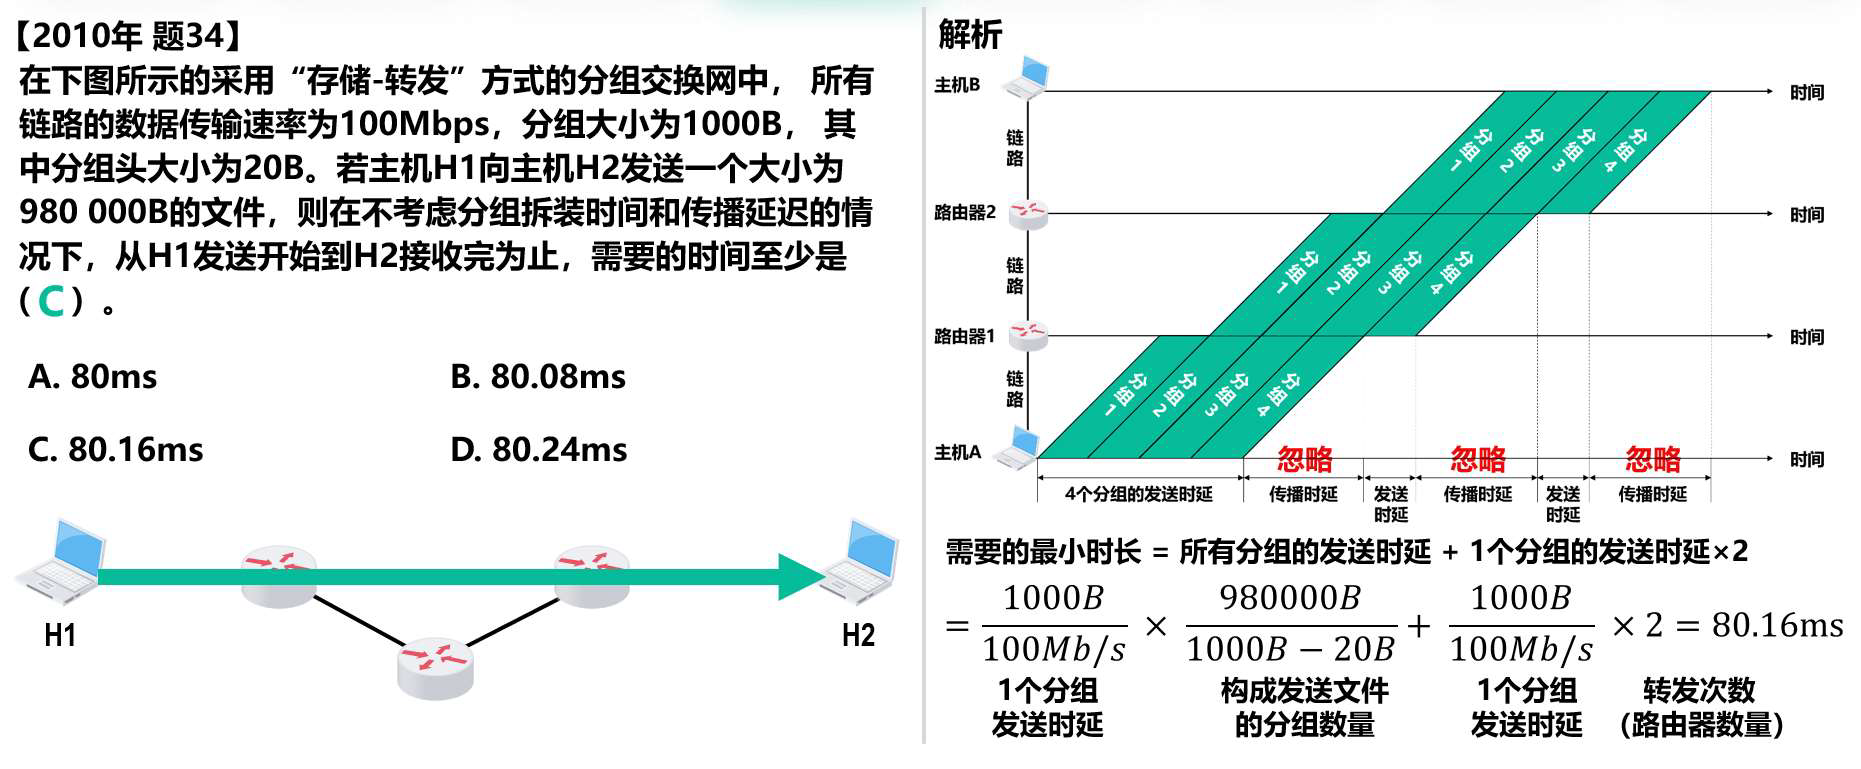 【2010年 题34】
在下图所示的采用“存储-转发”方式的分组交换网中， 所有
链路的数据传输速率为100Mbps，分组大小为1000B， 其
中分组头大小为20B。若主机H1向主机H2发送一个大小为
980 000B的文件，则在不考虑分组拆装时间和传播延迟的情
况下，从H1发送开始到H2接收完为止，需要的时间至少是
（ C ）。
A. 80ms
B. 80.08ms
C. 80.16ms
D. 80.24ms
H1
H2
解析
主机B
时间
链路
分组1
分组2
分组3
分组4
路由器2
时间
链路
分组1
分组2
分组3
分组4
路由器1
时间
链路
分组1
分组2
分组3
分组4
主机A
忽略
忽略
忽略
时间
4个分组的发送时延
传播时延
发送
时延
传播时延
发送
时延
传播时延
需要的最小时长 = 所有分组的发送时延 + 1个分组的发送时延×2
= 1000B/100Mb/s × 980000B/1000B − 20B + 1000B/100Mb/s × 2 = 80.16ms
1个分组
发送时延
构成发送文件
的分组数量
1个分组
发送时延
转发次数
（路由器数量）